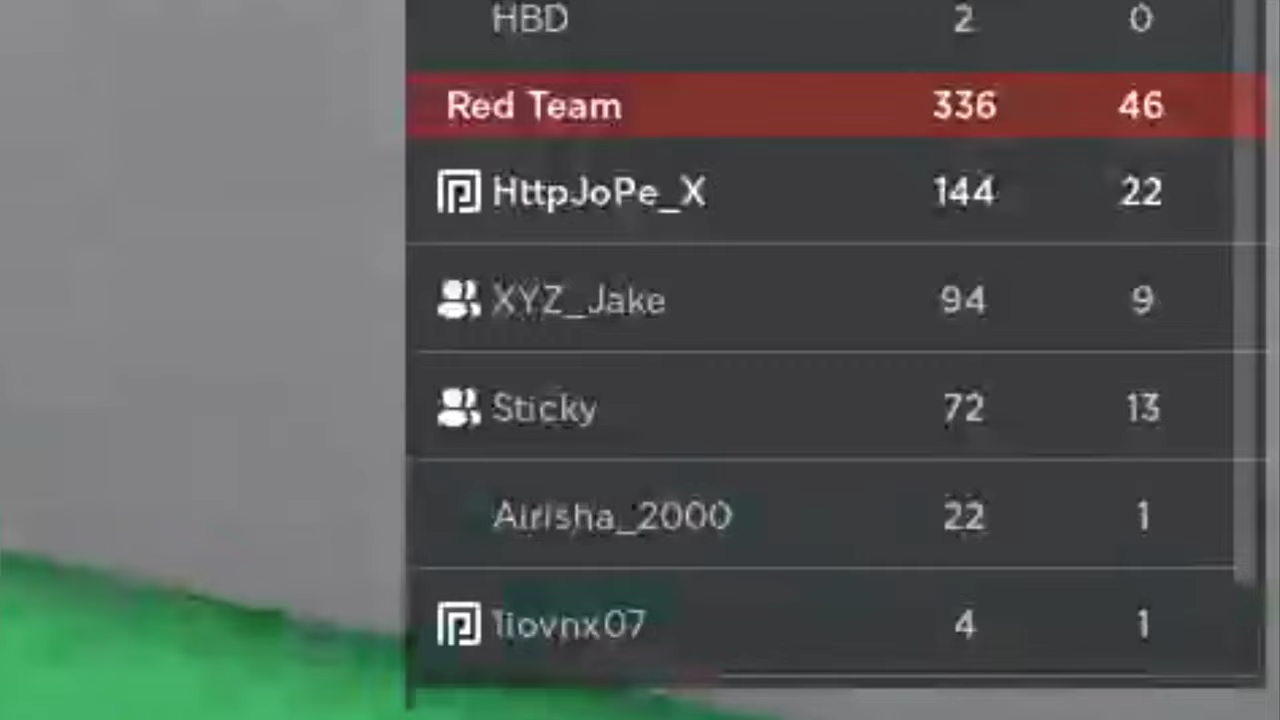 HBD 2 0
Red Team 336 46
HttpJoPe_X 144 22
XYZ_Jake 94 9
Sticky 72 13
Airisha_2000 22 1
1iovnx07 4 1